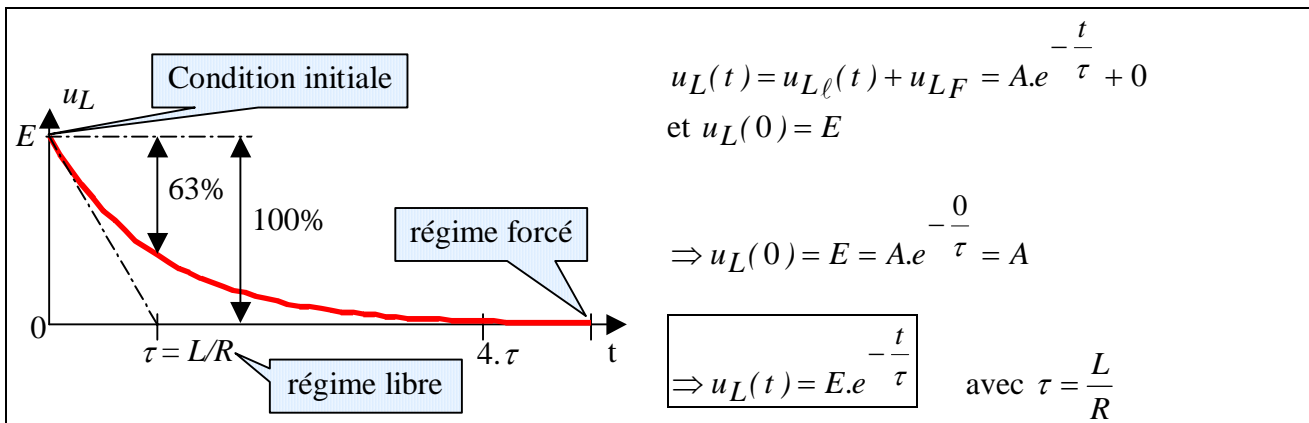 Condition initiale
u_L
E
63%
100%
régime forcé
0
τ = L/R
4.τ
t
régime libre
u_L(t) = u_Lℓ(t) + u_LF = A.e^(-t/τ) + 0
et u_L(0) = E
⇒ u_L(0) = E = A.e^(-0/τ) = A
⇒ u_L(t) = E.e^(-t/τ) avec τ = L/R